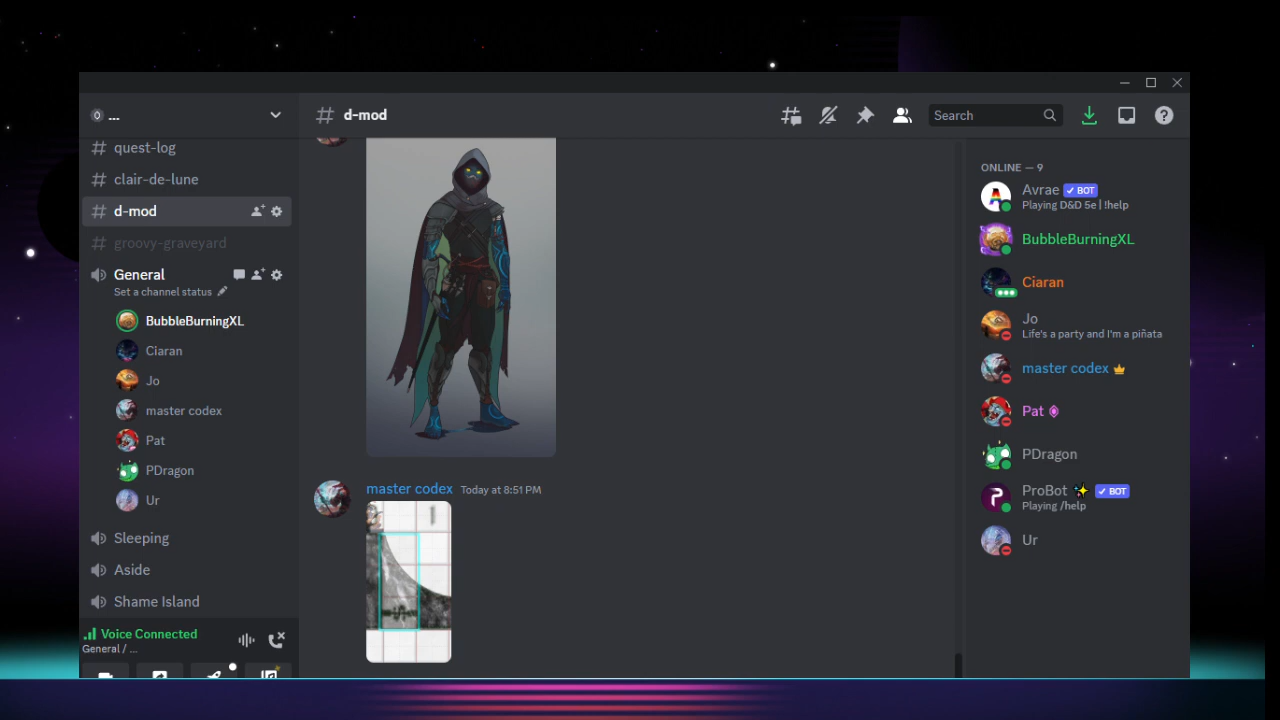 ...
d-mod
Search
quest-log
clair-de-lune
d-mod
groovy-graveyard
General
Set a channel status
BubbleBurningXL
Ciaran
Jo
master codex
Pat
PDragon
Ur
Sleeping
Aside
Shame Island
Voice Connected
General / ...
master codex Today at 8:51 PM
1
ONLINE — 9
Avrae BOT
Playing D&D 5e | !help
BubbleBurningXL
Ciaran
Jo
Life's a party and I'm a piñata
master codex
Pat
PDragon
ProBot BOT
Playing /help
Ur